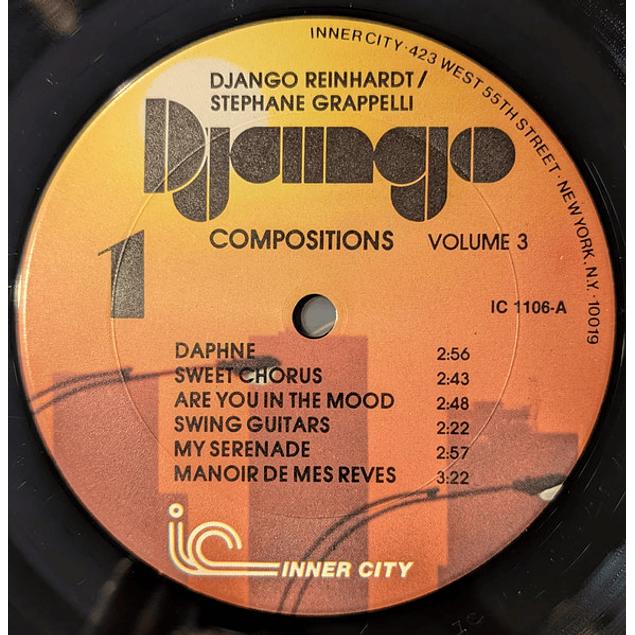 INNER CITY · 423 WEST 55TH STREET · NEW YORK, N.Y. · 10019
DJANGO REINHARDT/
STEPHANE GRAPPELLI
Django
COMPOSITIONS VOLUME 3
1
IC 1106-A
DAPHNE 2:56
SWEET CHORUS 2:43
ARE YOU IN THE MOOD 2:48
SWING GUITARS 2:22
MY SERENADE 2:57
MANOIR DE MES REVES 3:22
ic INNER CITY